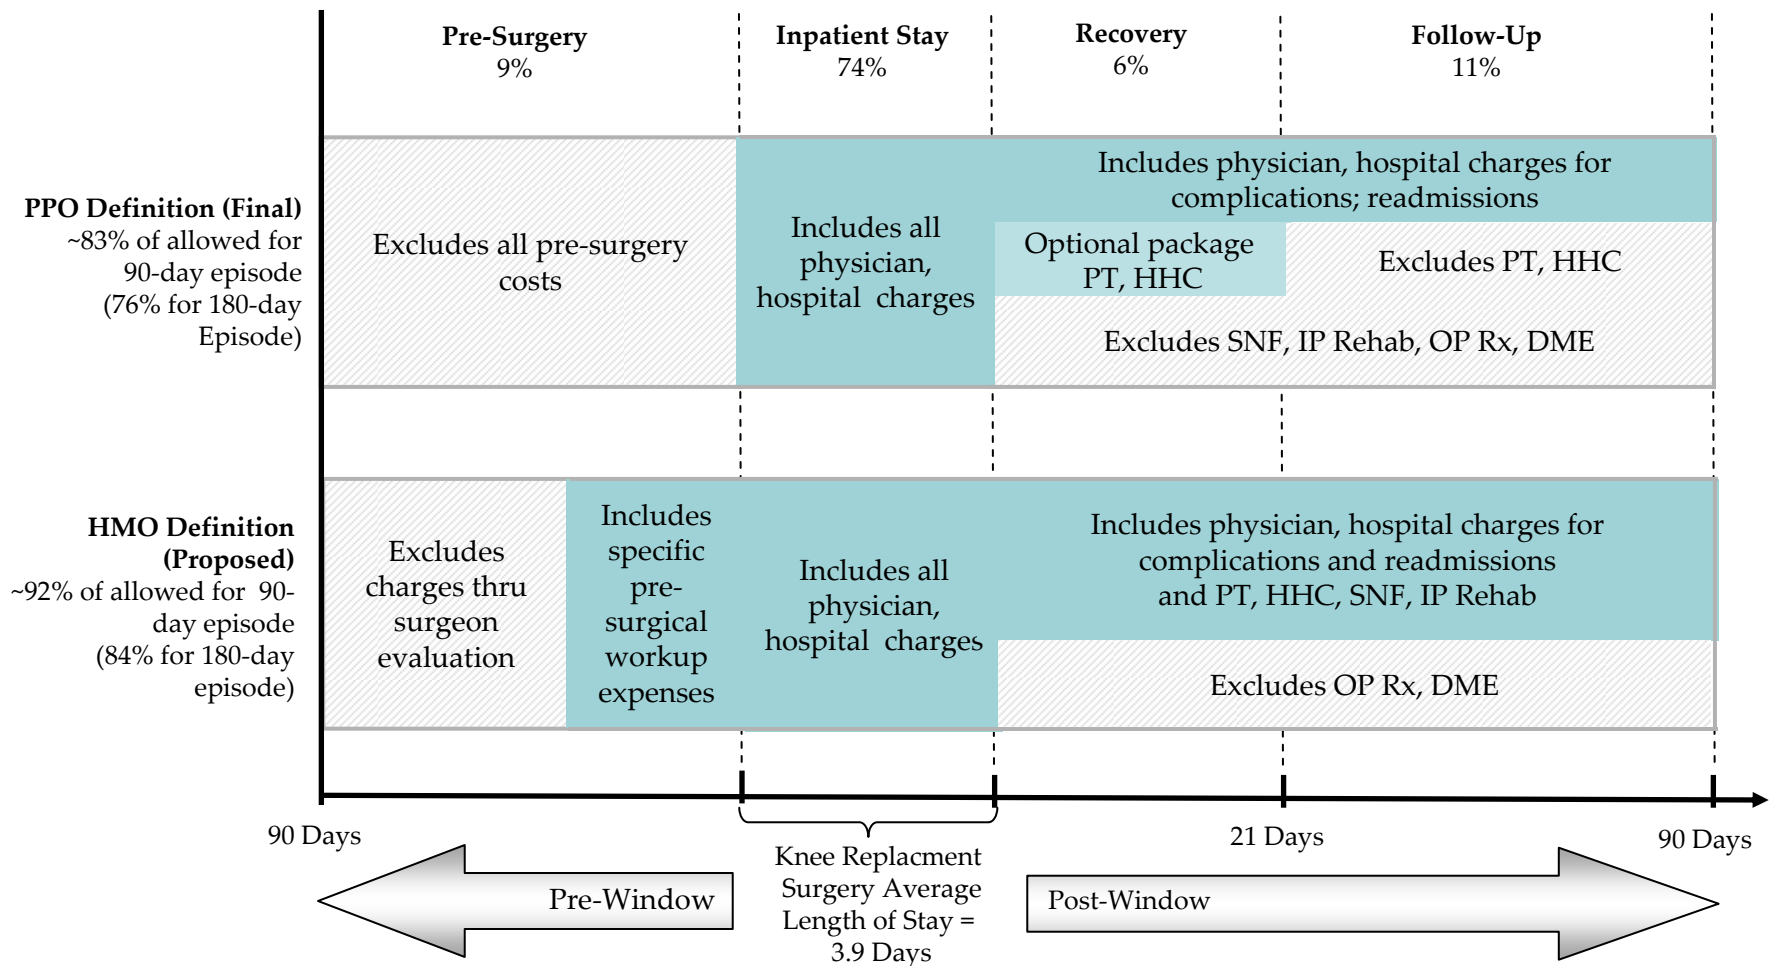 Pre-Surgery
9%
Inpatient Stay
74%
Recovery
6%
Follow-Up
11%
PPO Definition (Final)
~83% of allowed for
90-day episode
(76% for 180-day
Episode)
Excludes all pre-surgery
costs
Includes all
physician,
hospital charges
Includes physician, hospital charges for
complications; readmissions
Optional package
PT, HHC
Excludes PT, HHC
Excludes SNF, IP Rehab, OP Rx, DME
HMO Definition
(Proposed)
~92% of allowed for 90-
day episode
(84% for 180-day
episode)
Excludes
charges thru
surgeon
evaluation
Includes
specific
pre-
surgical
workup
expenses
Includes all
physician,
hospital charges
Includes physician, hospital charges for
complications and readmissions
and PT, HHC, SNF, IP Rehab
Excludes OP Rx, DME
90 Days
21 Days
90 Days
Pre-Window
Knee Replacment
Surgery Average
Length of Stay =
3.9 Days
Post-Window